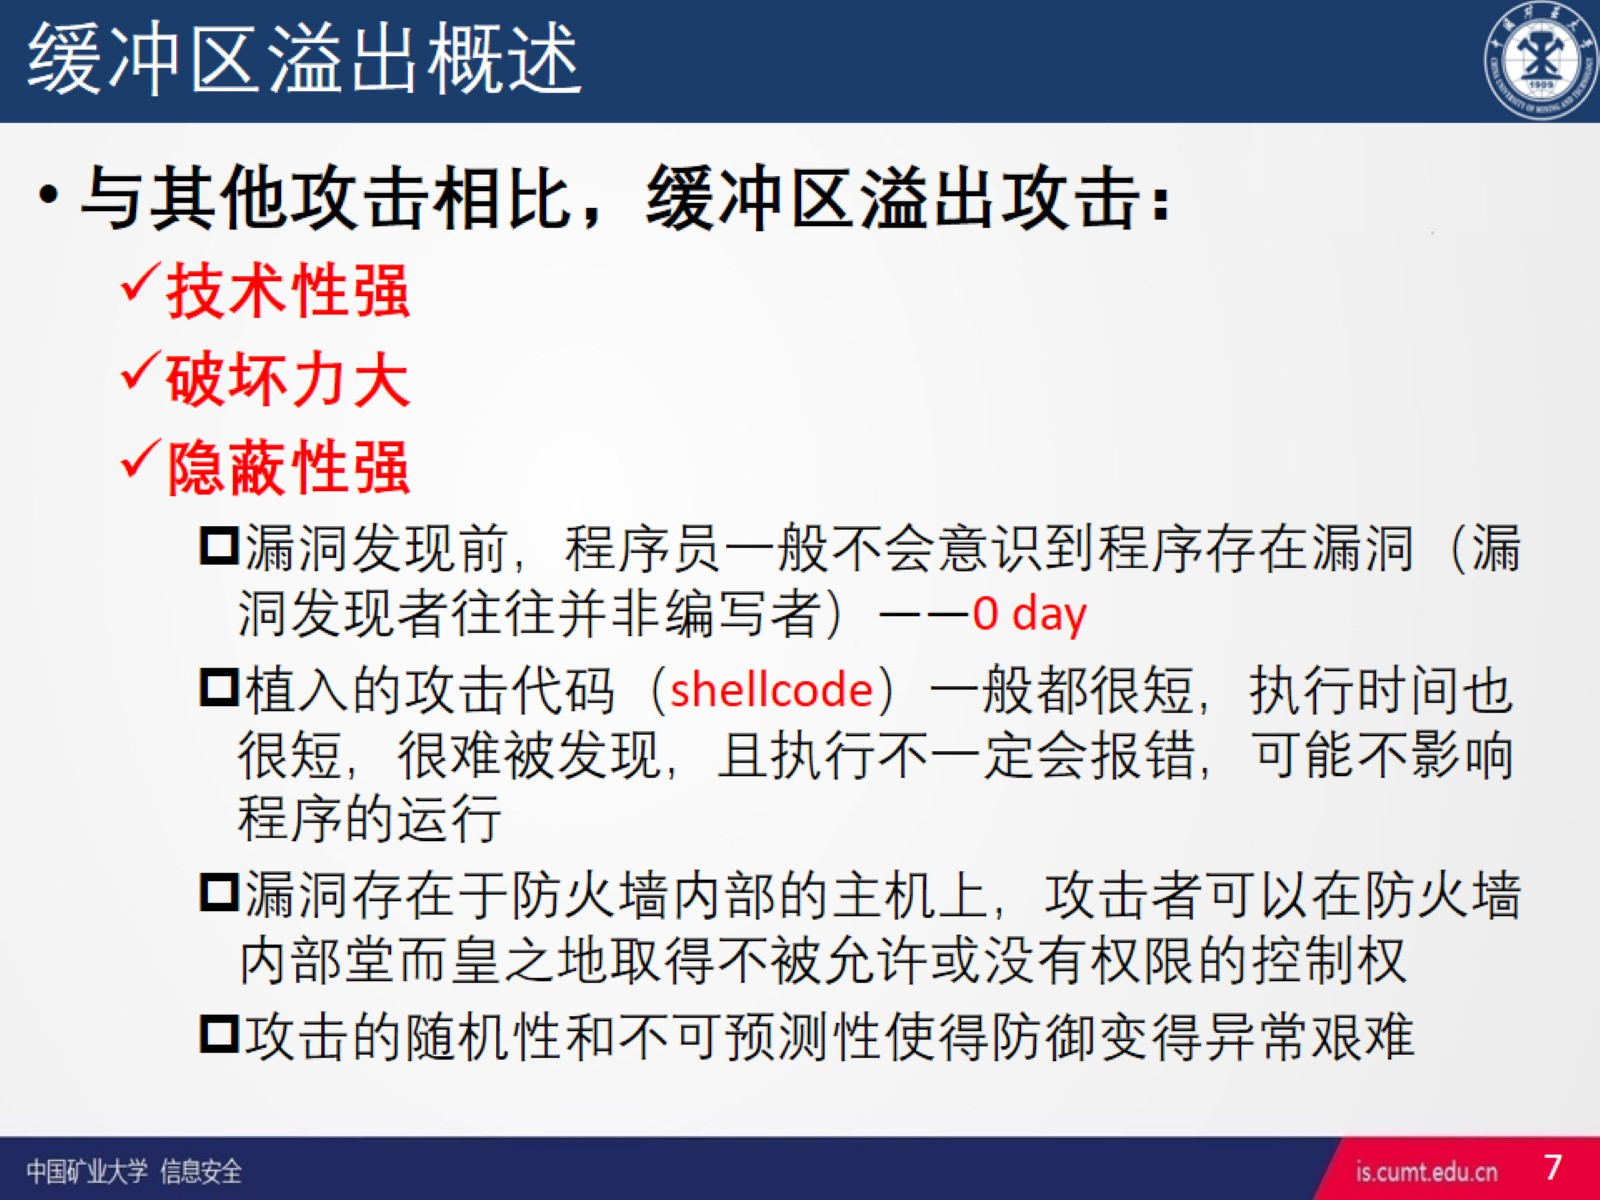 缓冲区溢出概述
• 与其他攻击相比，缓冲区溢出攻击：
✓技术性强
✓破坏力大
✓隐蔽性强
漏洞发现前，程序员一般不会意识到程序存在漏洞（漏
洞发现者往往并非编写者）——0 day
植入的攻击代码（shellcode）一般都很短，执行时间也
很短，很难被发现，且执行不一定会报错，可能不影响
程序的运行
漏洞存在于防火墙内部的主机上，攻击者可以在防火墙
内部堂而皇之地取得不被允许或没有权限的控制权
攻击的随机性和不可预测性使得防御变得异常艰难
中国矿业大学 信息安全
is.cumt.edu.cn
7
1909
CHINA UNIVERSITY OF MINING AND TECHNOLOGY